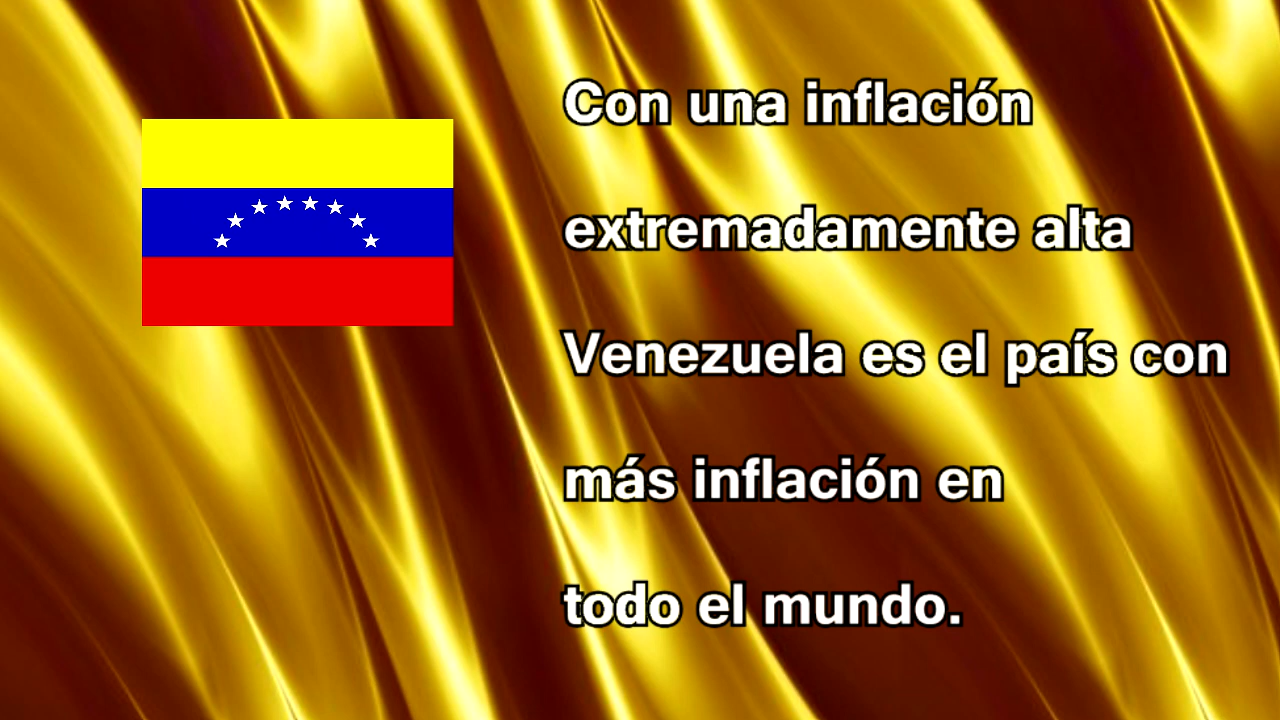 Con una inflación
extremadamente alta
Venezuela es el país con
más inflación en
todo el mundo.